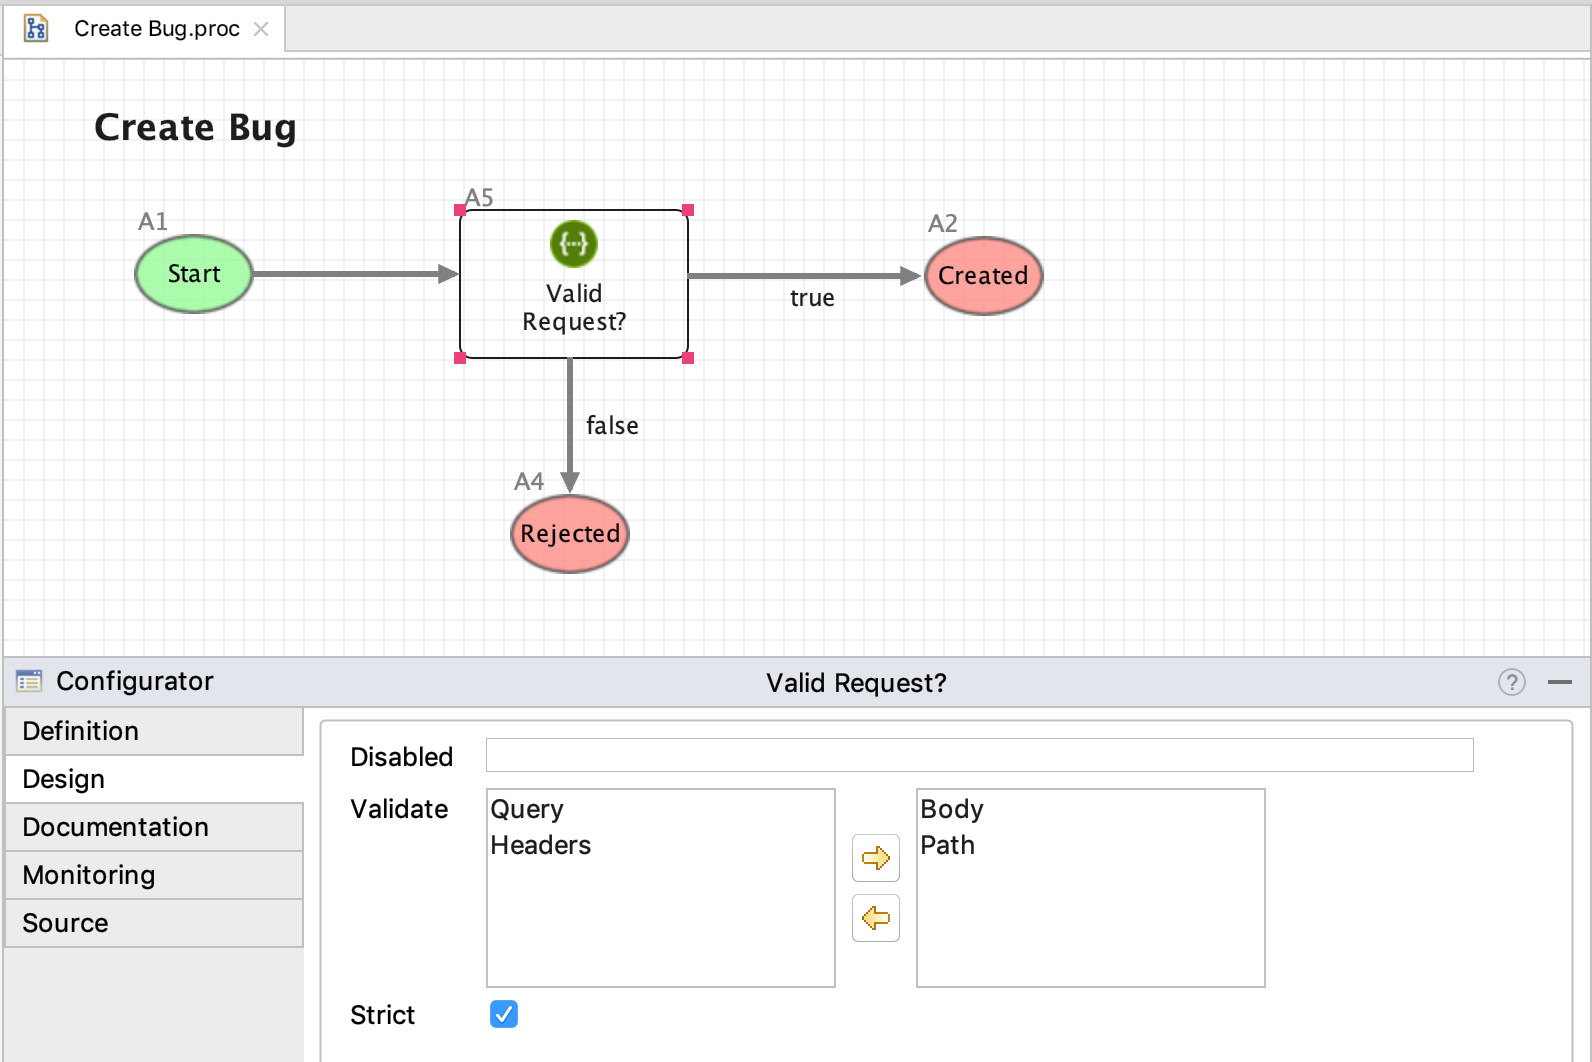 Create Bug.proc
Create Bug
A1
Start
A5
{...}
Valid
Request?
true
A2
Created
false
A4
Rejected
Configurator
Valid Request?
?
Definition
Design
Documentation
Monitoring
Source
Disabled
Validate
Query
Headers
Body
Path
Strict